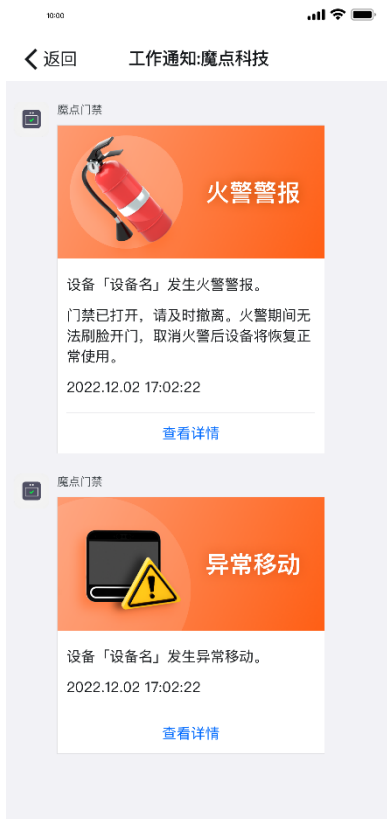 10:00
返回
工作通知:魔点科技
魔点门禁
火警警报
设备「设备名」发生火警警报。
门禁已打开，请及时撤离。火警期间无
法刷脸开门，取消火警后设备将恢复正
常使用。
2022.12.02 17:02:22
查看详情
魔点门禁
异常移动
设备「设备名」发生异常移动。
2022.12.02 17:02:22
查看详情